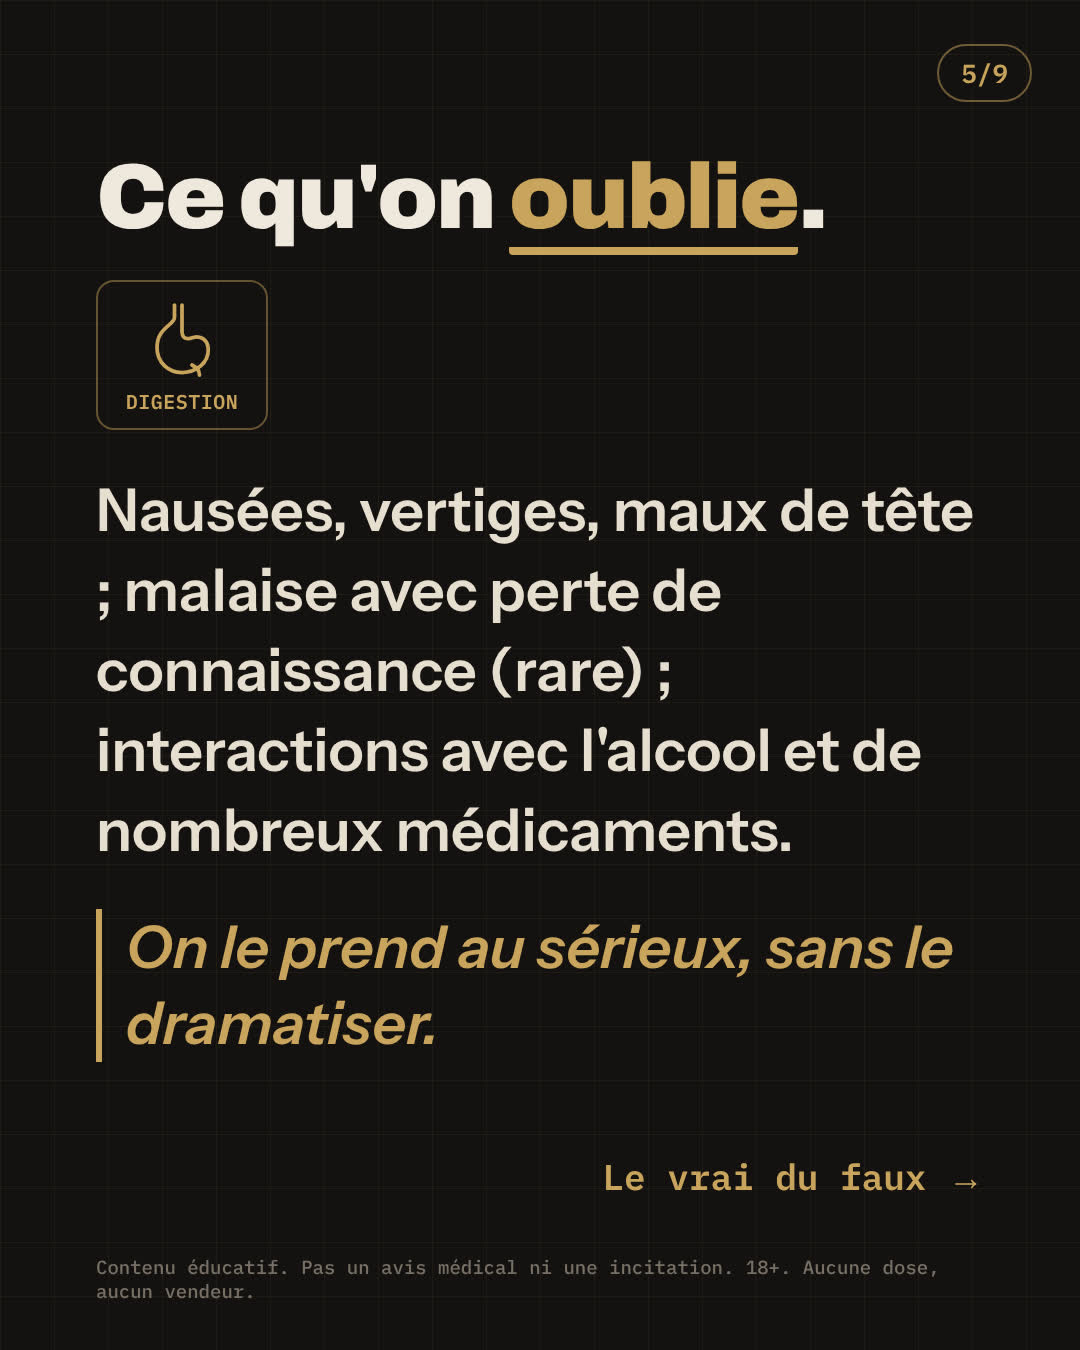 5/9
Ce qu'on oublie.
DIGESTION
Nausées, vertiges, maux de tête
; malaise avec perte de
connaissance (rare) ;
interactions avec l'alcool et de
nombreux médicaments.
On le prend au sérieux, sans le
dramatiser.
Le vrai du faux →
Contenu éducatif. Pas un avis médical ni une incitation. 18+. Aucune dose,
aucun vendeur.